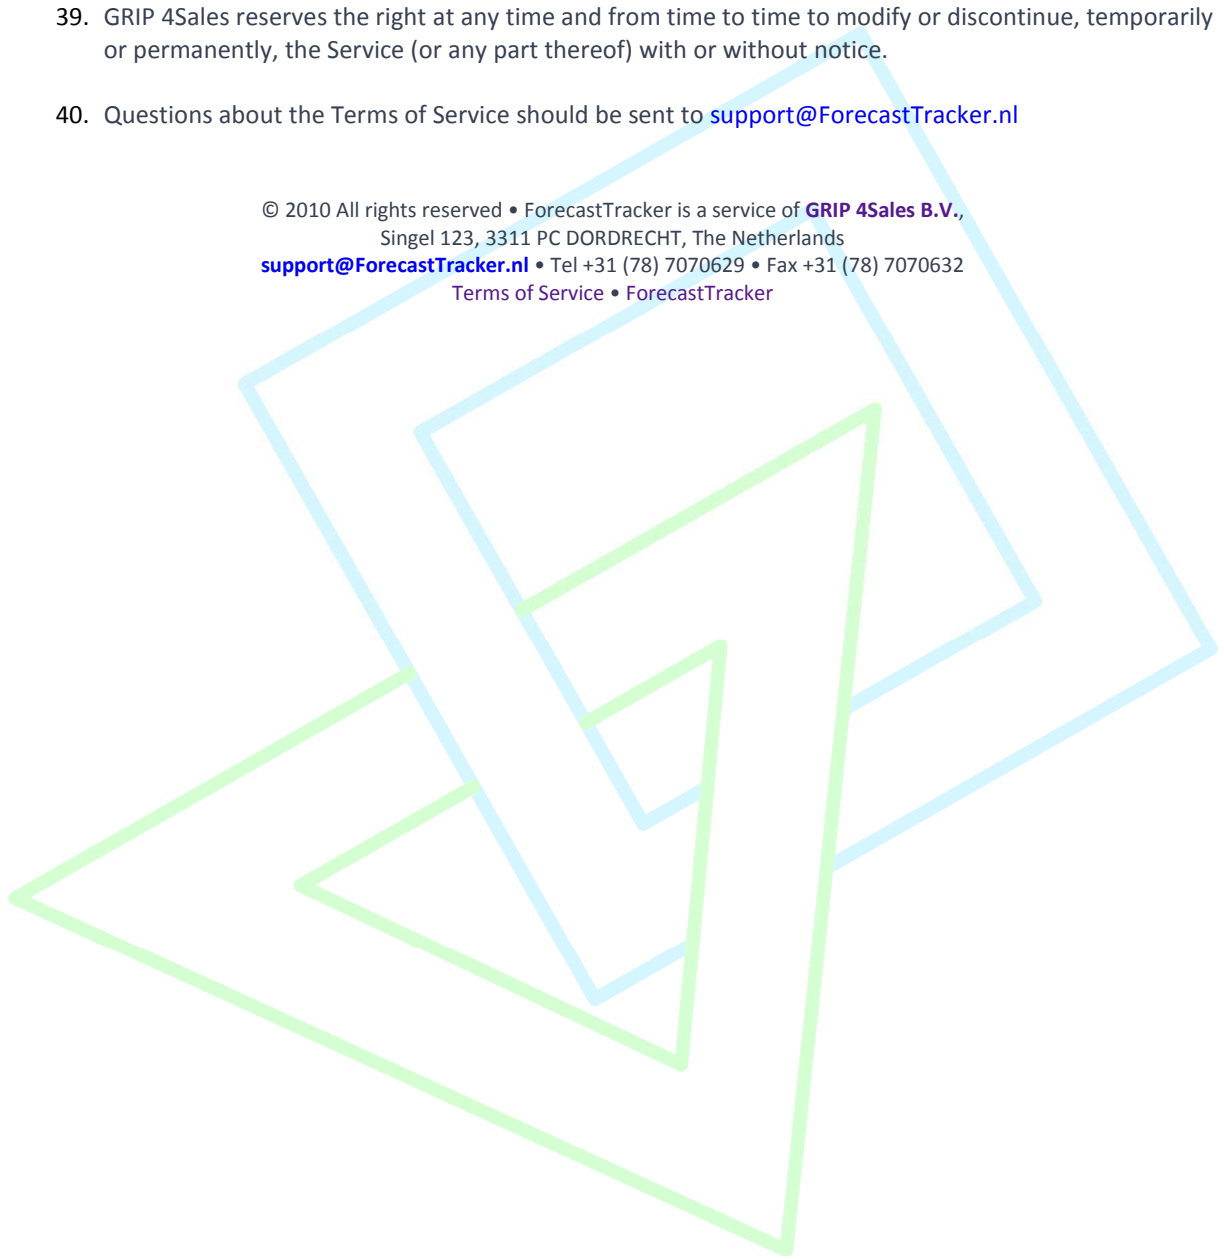 39. GRIP 4Sales reserves the right at any time and from time to time to modify or discontinue, temporarily
or permanently, the Service (or any part thereof) with or without notice.
40. Questions about the Terms of Service should be sent to support@ForecastTracker.nl
© 2010 All rights reserved • ForecastTracker is a service of GRIP 4Sales B.V.,
Singel 123, 3311 PC DORDRECHT, The Netherlands
support@ForecastTracker.nl • Tel +31 (78) 7070629 • Fax +31 (78) 7070632
Terms of Service • ForecastTracker